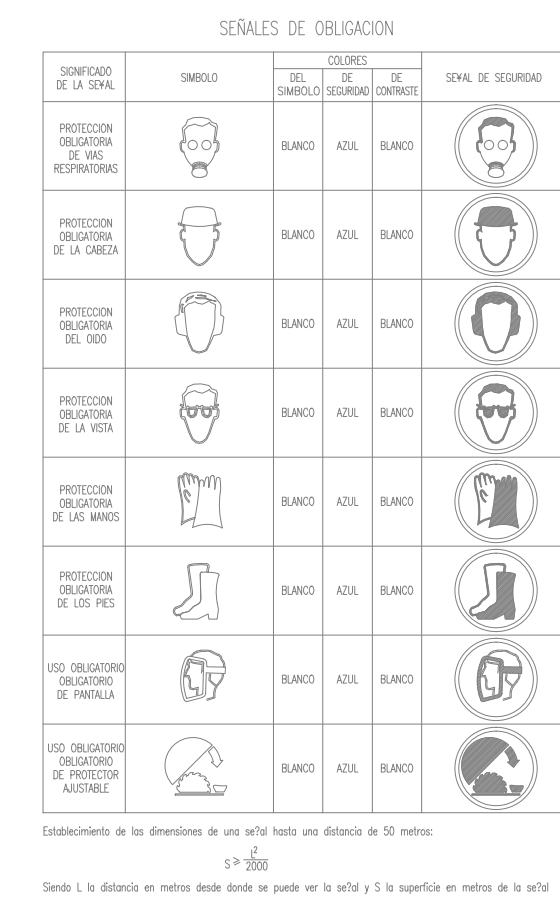 SEÑALES DE OBLIGACION
SIGNIFICADO
DE LA SE¥AL
SIMBOLO
COLORES
DEL
SIMBOLO
DE
SEGURIDAD
DE
CONTRASTE
SE¥AL DE SEGURIDAD
PROTECCION
OBLIGATORIA
DE VIAS
RESPIRATORIAS
BLANCO
AZUL
BLANCO
PROTECCION
OBLIGATORIA
DE LA CABEZA
BLANCO
AZUL
BLANCO
PROTECCION
OBLIGATORIA
DEL OIDO
BLANCO
AZUL
BLANCO
PROTECCION
OBLIGATORIA
DE LA VISTA
BLANCO
AZUL
BLANCO
PROTECCION
OBLIGATORIA
DE LAS MANOS
BLANCO
AZUL
BLANCO
PROTECCION
OBLIGATORIA
DE LOS PIES
BLANCO
AZUL
BLANCO
USO OBLIGATORIO
OBLIGATORIO
DE PANTALLA
BLANCO
AZUL
BLANCO
USO OBLIGATORIO
OBLIGATORIO
DE PROTECTOR
AJUSTABLE
BLANCO
AZUL
BLANCO
Establecimiento de las dimensiones de una se?al hasta una distancia de 50 metros:
S ≥ L²/2000
Siendo L la distancia en metros desde donde se puede ver la se?al y S la superficie en metros de la se?al